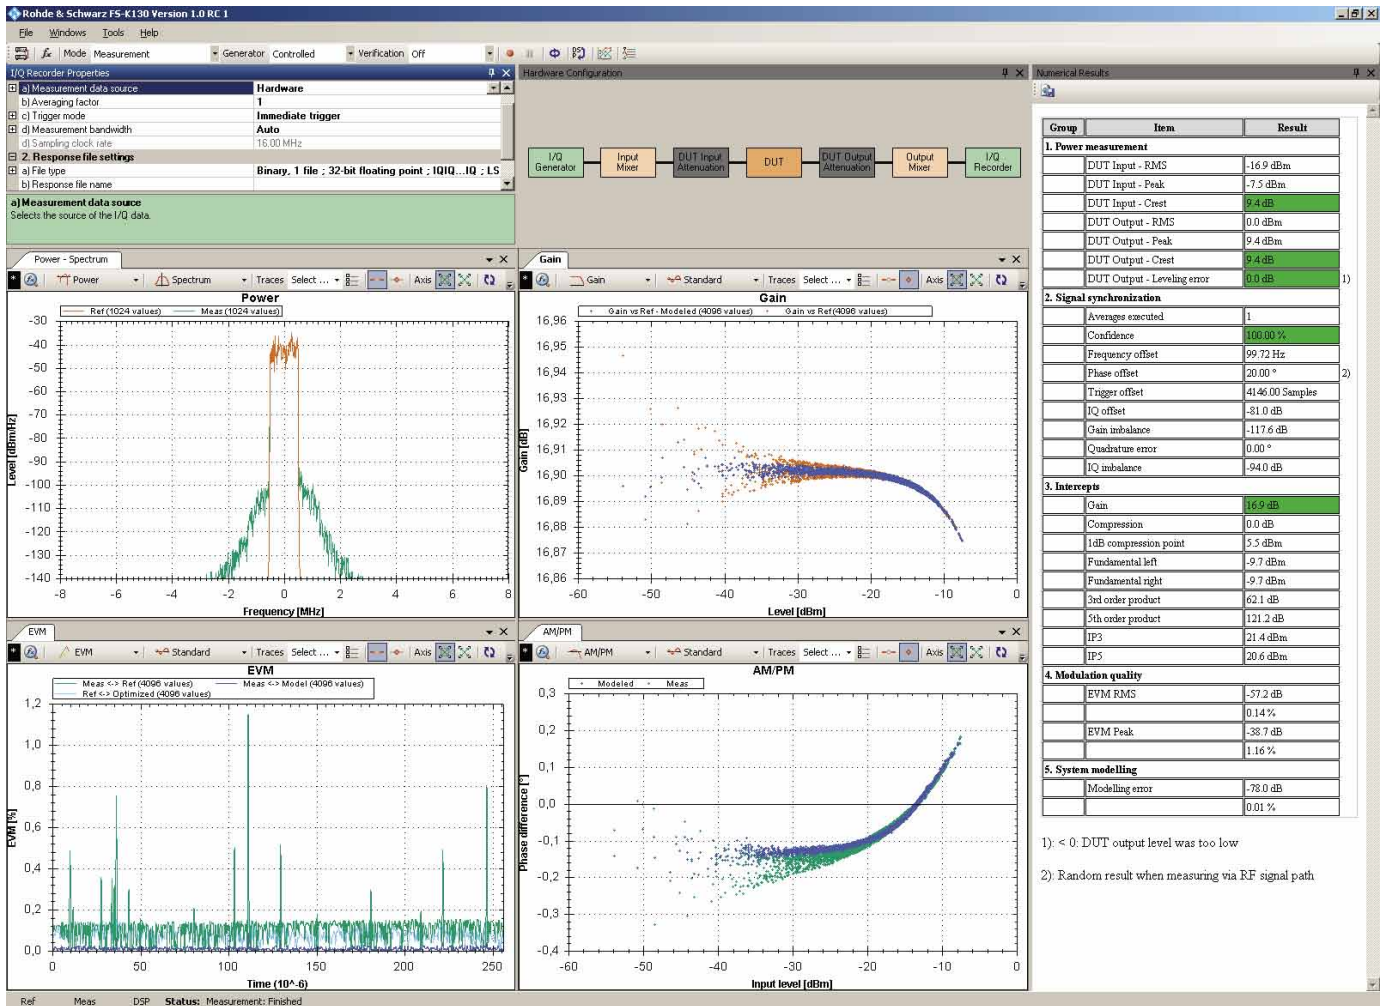 Rohde & Schwarz FS-K130 Version 1.0 RC 1
File Windows Tools Help
fx Mode Measurement Generator Controlled Verification Off
I/Q Recorder Properties
a) Measurement data source Hardware
b) Averaging factor 1
c) Trigger mode Immediate trigger
d) Measurement bandwidth Auto
d) Sampling clock rate 16.00 MHz
2. Response file settings
a) File type Binary, 1 file ; 32-bit floating point ; IQIQ...IQ ; LS
b) Response file name
a) Measurement data source
Selects the source of the I/Q data.
Hardware Configuration
I/Q Generator
Input Mixer
DUT Input Attenuation
DUT
DUT Output Attenuation
Output Mixer
I/Q Recorder
Power - Spectrum
Power Spectrum Traces Select ... Axis
Power
Ref (1024 values) Meas (1024 values)
Level [dBm/Hz]
-30
-40
-50
-60
-70
-80
-90
-100
-110
-120
-130
-140
-8 -6 -4 -2 0 2 4 6 8
Frequency [MHz]
Gain
Gain Standard Traces Select ... Axis
Gain
Gain vs Ref - Modeled (4096 values) Gain vs Ref (4096 values)
Gain [dB]
16,96
16,95
16,94
16,93
16,92
16,91
16,90
16,89
16,88
16,87
16,86
-60 -50 -40 -30 -20 -10 0
Level [dBm]
EVM
EVM Standard Traces Select ... Axis
EVM
Meas <-> Ref (4096 values) Meas <-> Model (4096 values)
Ref <-> Optimized (4096 values)
EVM [%]
1,2
1,0
0,8
0,6
0,4
0,2
0,0
0 50 100 150 200 250
Time (10^-6)
AM/PM
AM/PM Standard Traces Select ... Axis
AM/PM
Modeled Meas
Phase difference [°]
0,3
0,2
0,1
0,0
-0,1
-0,2
-0,3
-0,4
-60 -50 -40 -30 -20 -10 0
Input level [dBm]
Numerical Results
Group Item Result
1. Power measurement
DUT Input - RMS -16.9 dBm
DUT Input - Peak -7.5 dBm
DUT Input - Crest 9.4 dB
DUT Output - RMS 0.0 dBm
DUT Output - Peak 9.4 dBm
DUT Output - Crest 9.4 dB
DUT Output - Leveling error 0.0 dB 1)
2. Signal synchronization
Averages executed 1
Confidence 100.00 %
Frequency offset 99.72 Hz
Phase offset 20.00 ° 2)
Trigger offset 4146.00 Samples
IQ offset -81.0 dB
Gain imbalance -117.6 dB
Quadrature error 0.00 °
IQ imbalance -94.0 dB
3. Intercepts
Gain 16.9 dB
Compression 0.0 dB
1dB compression point 5.5 dBm
Fundamental left -9.7 dBm
Fundamental right -9.7 dBm
3rd order product 62.1 dB
5th order product 121.2 dB
IP3 21.4 dBm
IP5 20.6 dBm
4. Modulation quality
EVM RMS -57.2 dB
0.14 %
EVM Peak -38.7 dB
1.16 %
5. System modelling
Modelling error -78.0 dB
0.01 %
1): < 0: DUT output level was too low
2): Random result when measuring via RF signal path
Ref Meas DSP Status: Measurement: Finished